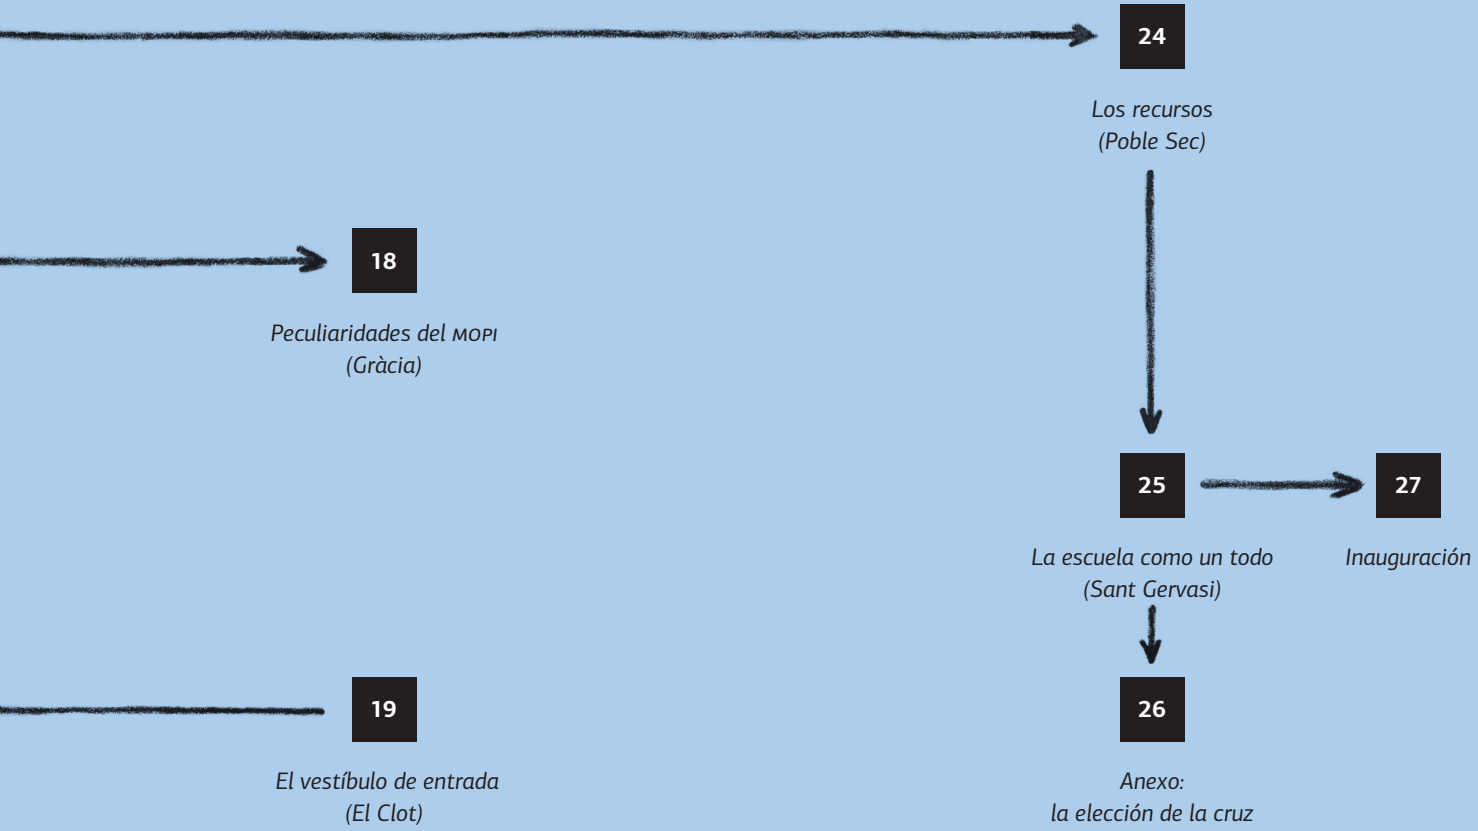 24
Los recursos
(Poble Sec)
18
Peculiaridades del MOPI
(Gràcia)
25
La escuela como un todo
(Sant Gervasi)
27
Inauguración
19
El vestíbulo de entrada
(El Clot)
26
Anexo:
la elección de la cruz